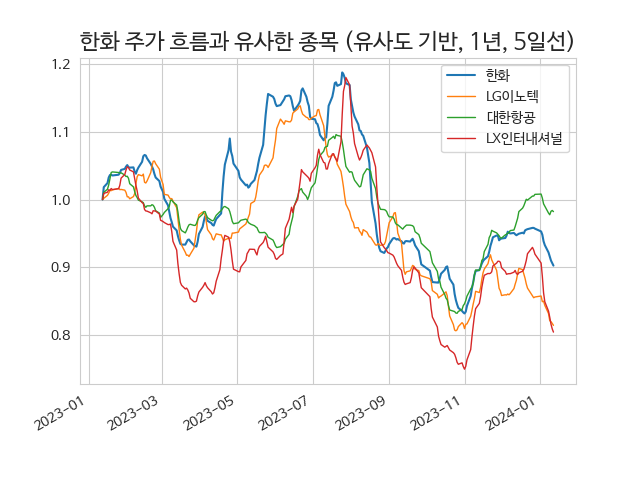 한화 주가 흐름과 유사한 종목 (유사도 기반, 1년, 5일선)
1.2
1.1
1.0
0.9
0.8
한화
LG이노텍
대한항공
LX인터내셔널
2023-01
2023-03
2023-05
2023-07
2023-09
2023-11
2024-01